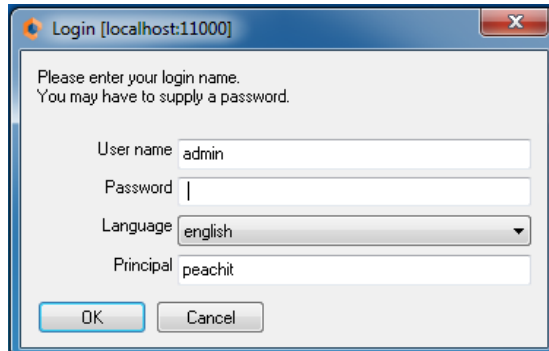 Login [localhost:11000]
Please enter your login name.
You may have to supply a password.
User name admin
Password
Language english
Principal peachit
OK Cancel